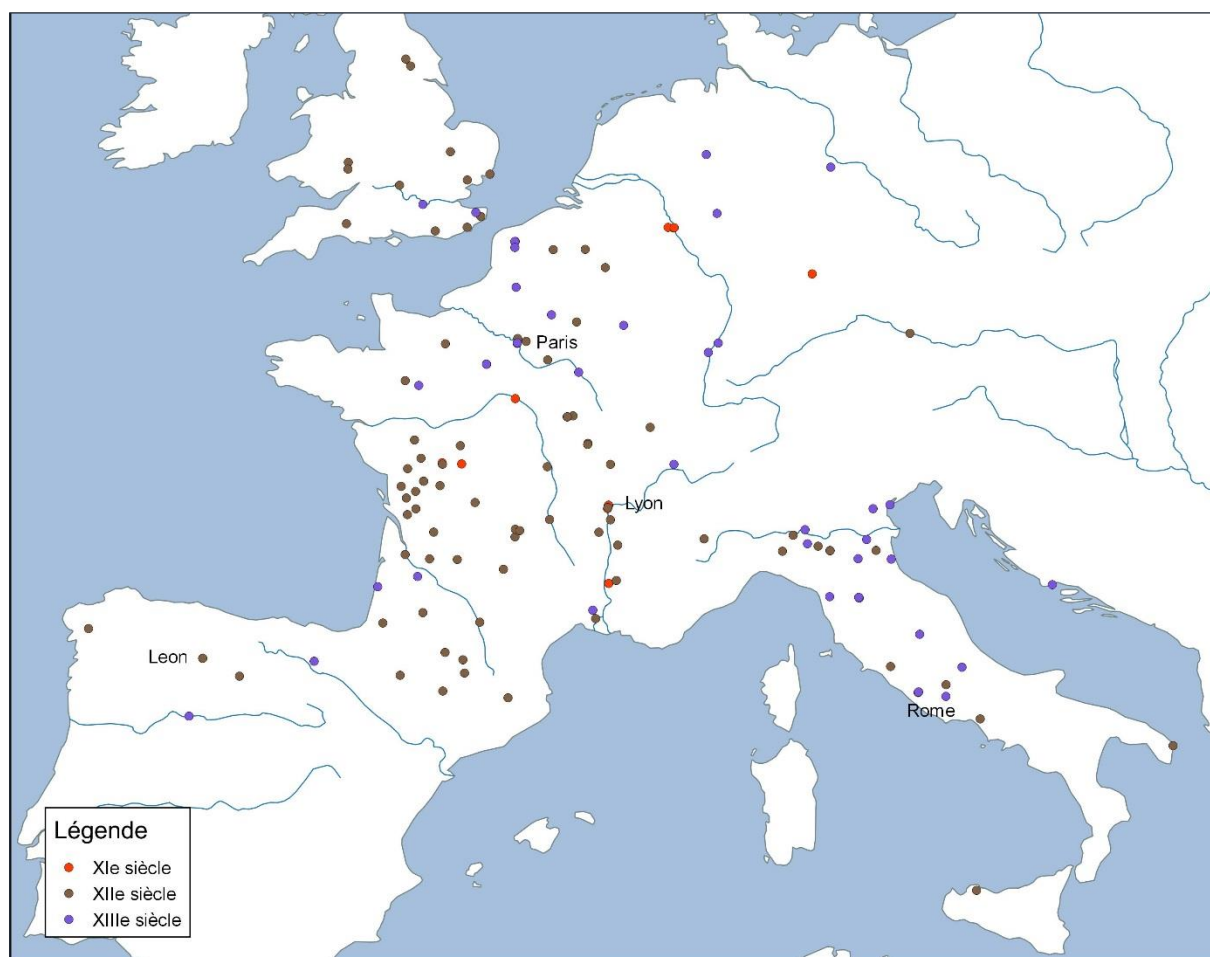 Paris
Lyon
Leon
Rome
Légende
XIe siècle
XIIe siècle
XIIIe siècle